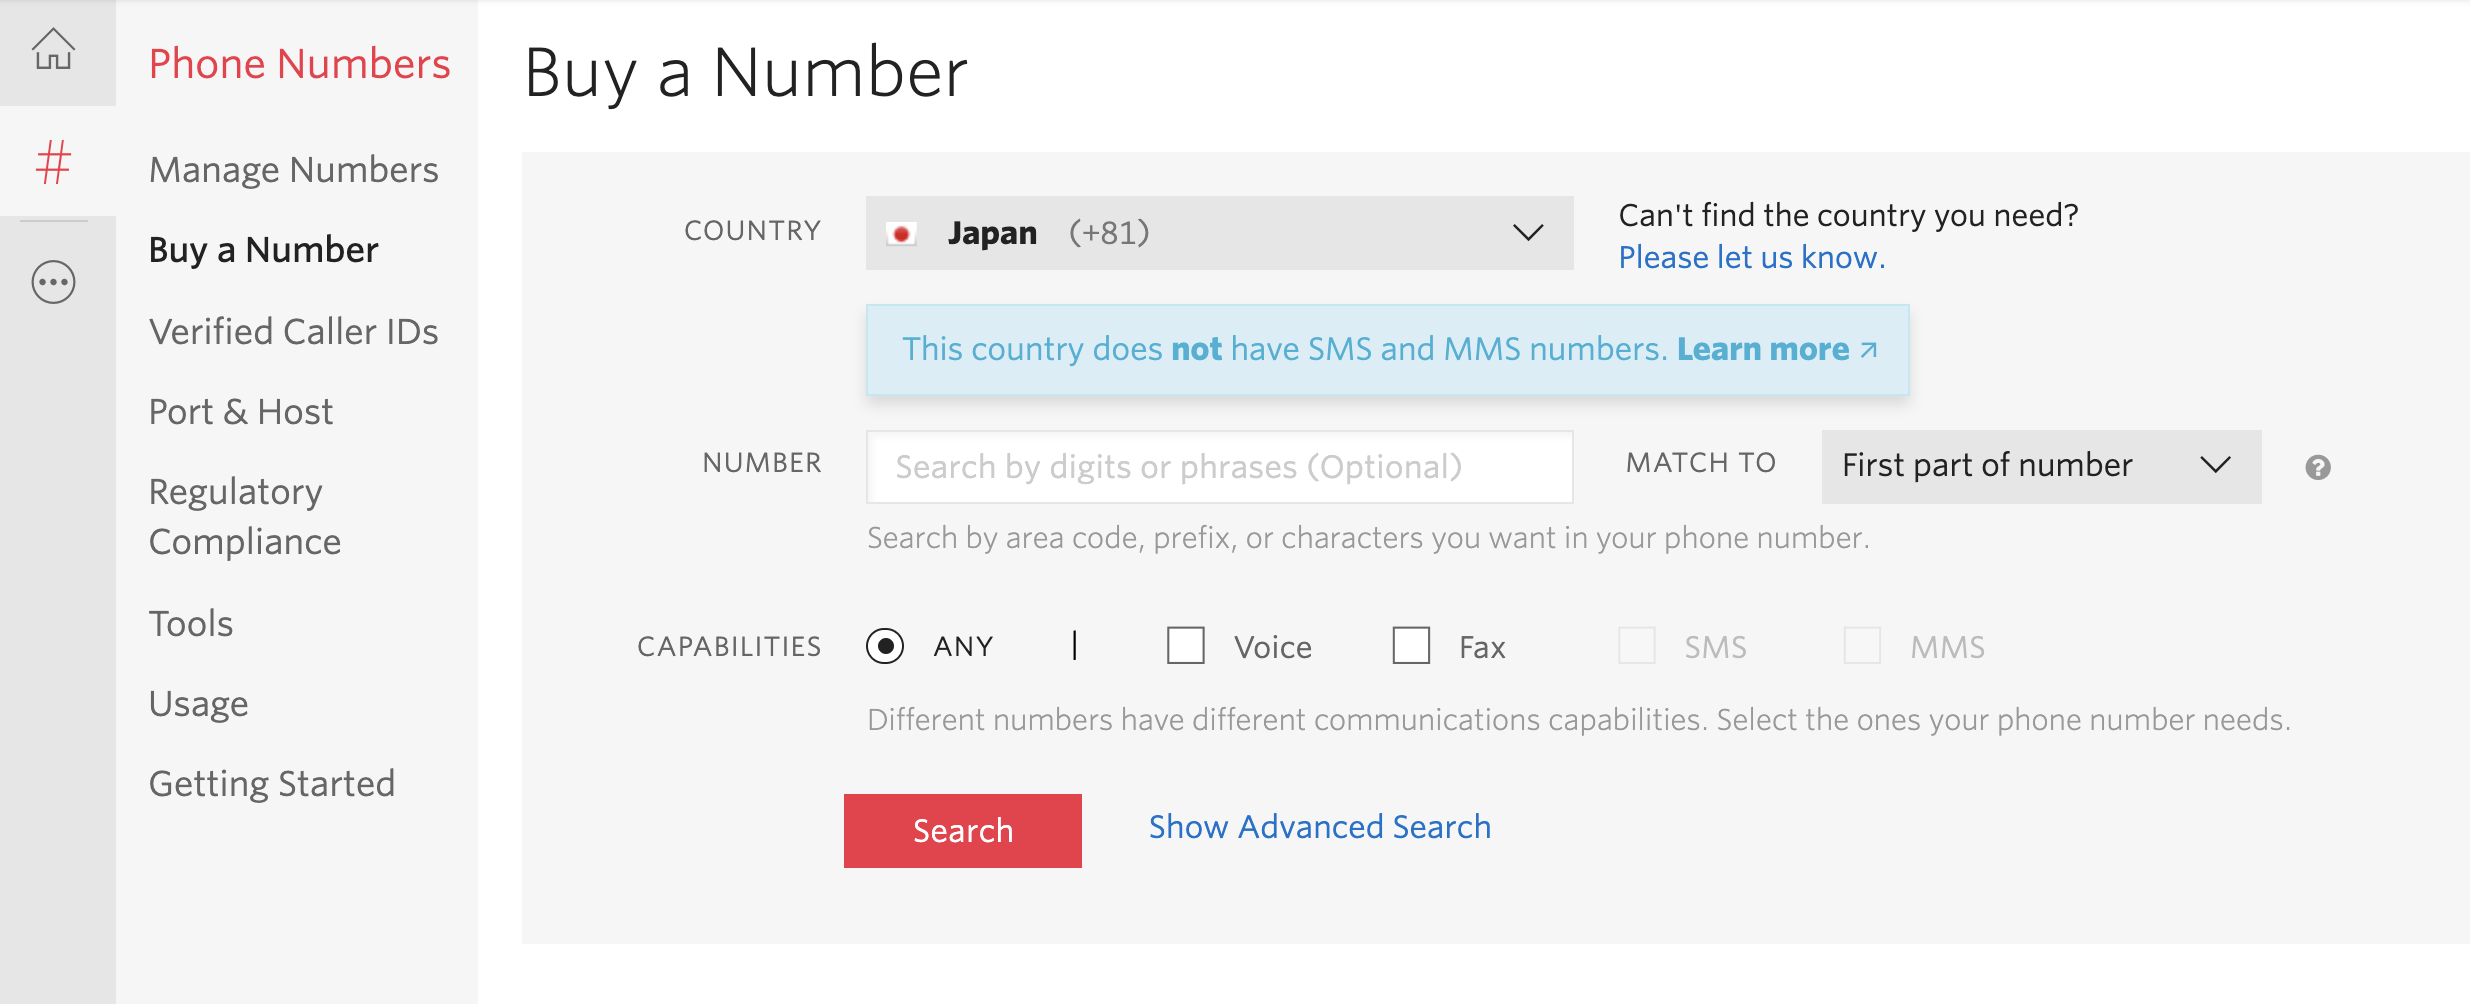 Phone Numbers
Manage Numbers
Buy a Number
Verified Caller IDs
Port & Host
Regulatory
Compliance
Tools
Usage
Getting Started
Buy a Number
COUNTRY
Japan (+81)
Can't find the country you need?
Please let us know.
This country does not have SMS and MMS numbers. Learn more ↗
NUMBER
Search by digits or phrases (Optional)
MATCH TO
First part of number
?
Search by area code, prefix, or characters you want in your phone number.
CAPABILITIES
ANY | Voice Fax SMS MMS
Different numbers have different communications capabilities. Select the ones your phone number needs.
Search
Show Advanced Search